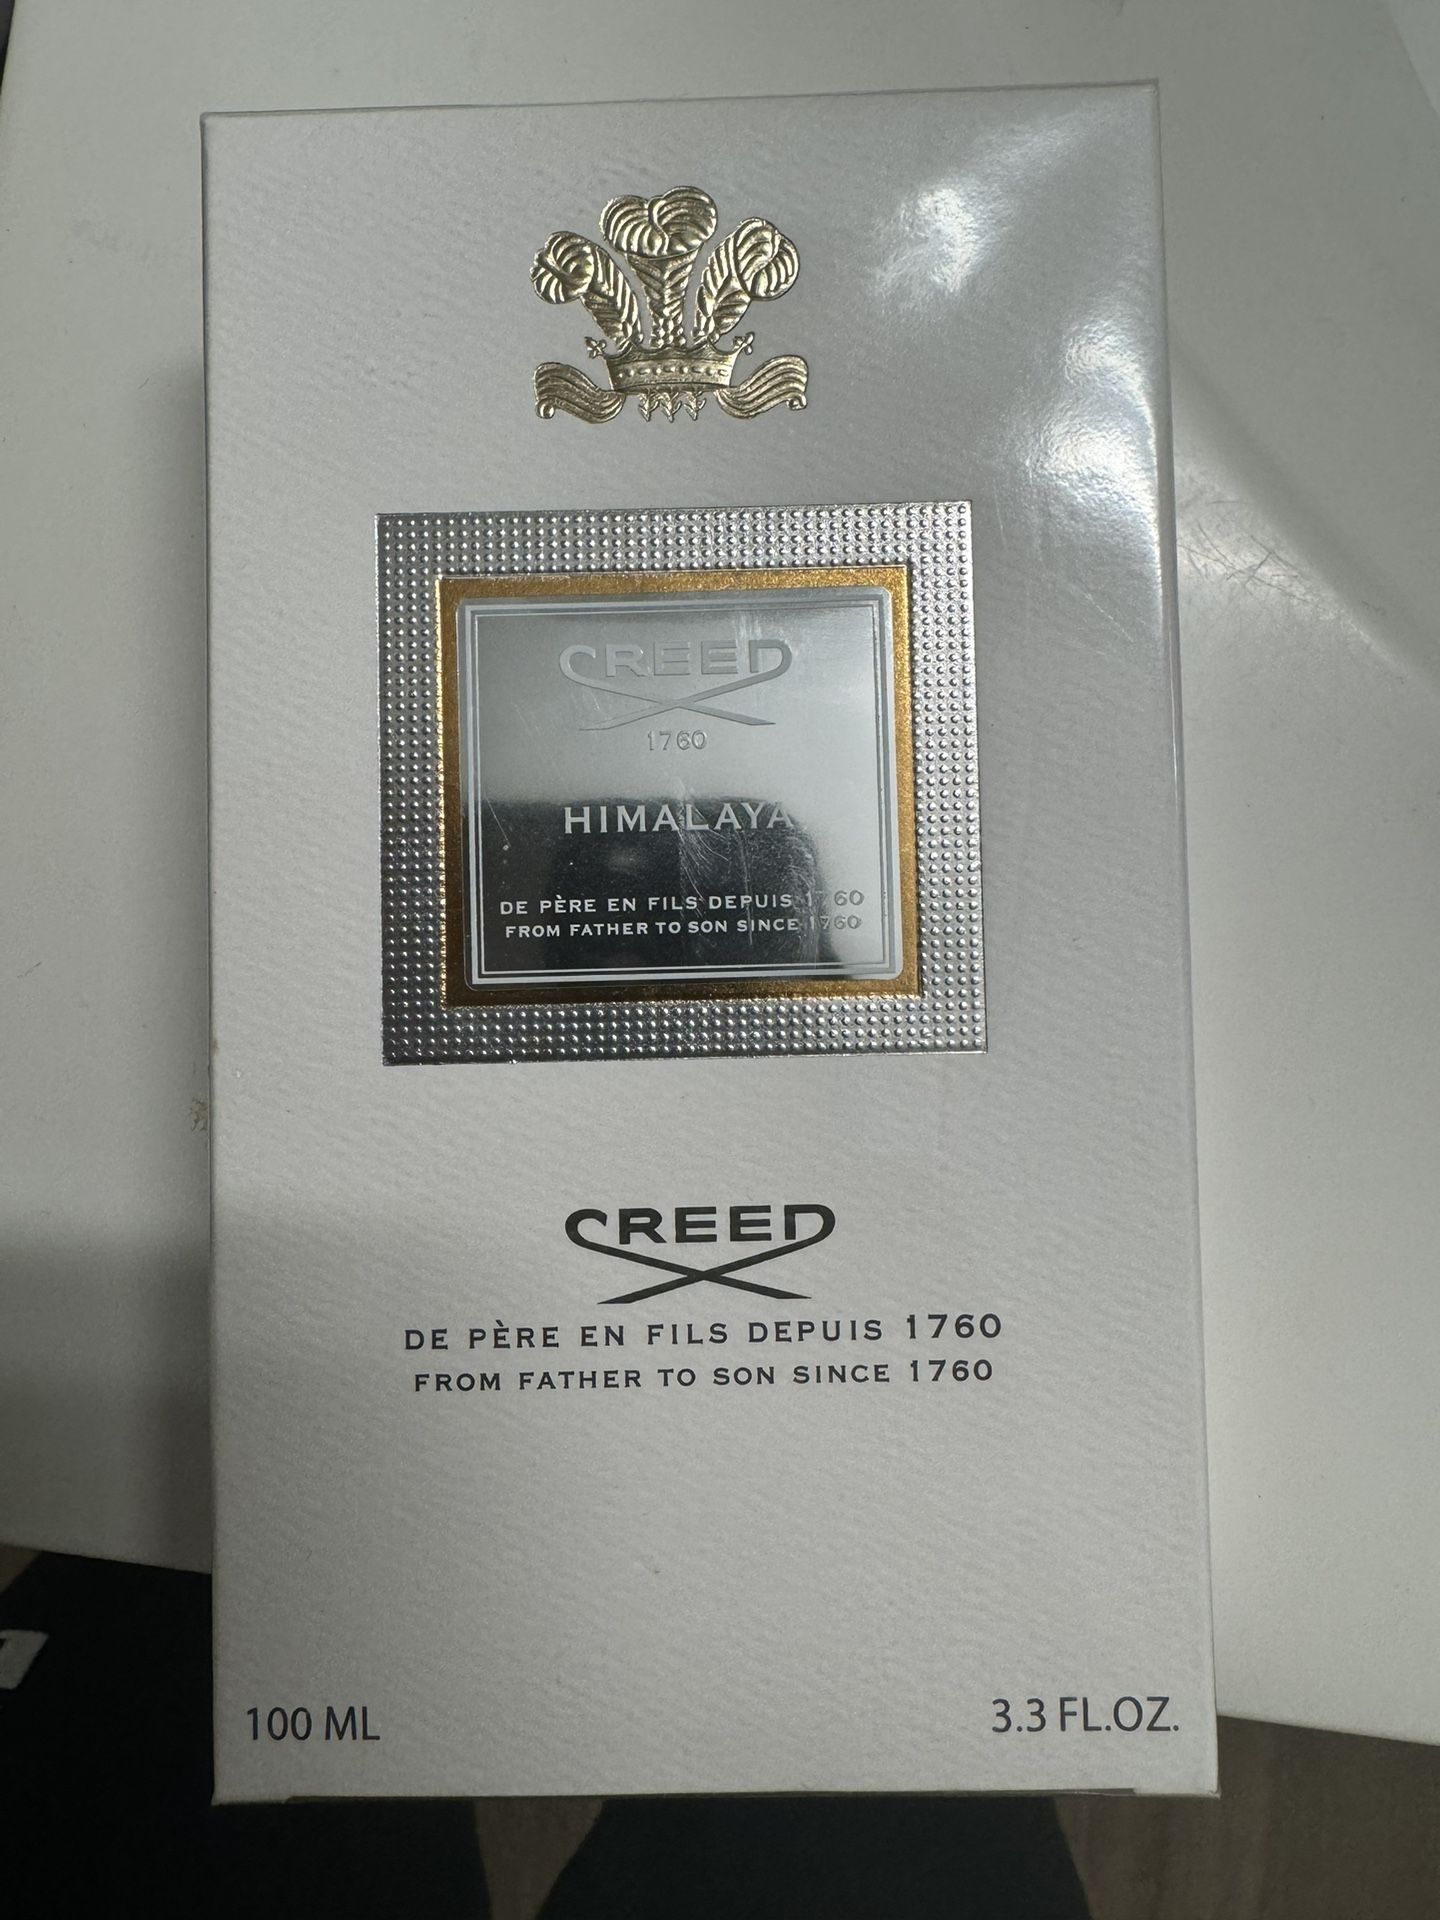 CREED
1760
HIMALAYA
DE PÈRE EN FILS DEPUIS 1760
FROM FATHER TO SON SINCE 1760
CREED
DE PÈRE EN FILS DEPUIS 1760
FROM FATHER TO SON SINCE 1760
100 ML
3.3 FL.OZ.